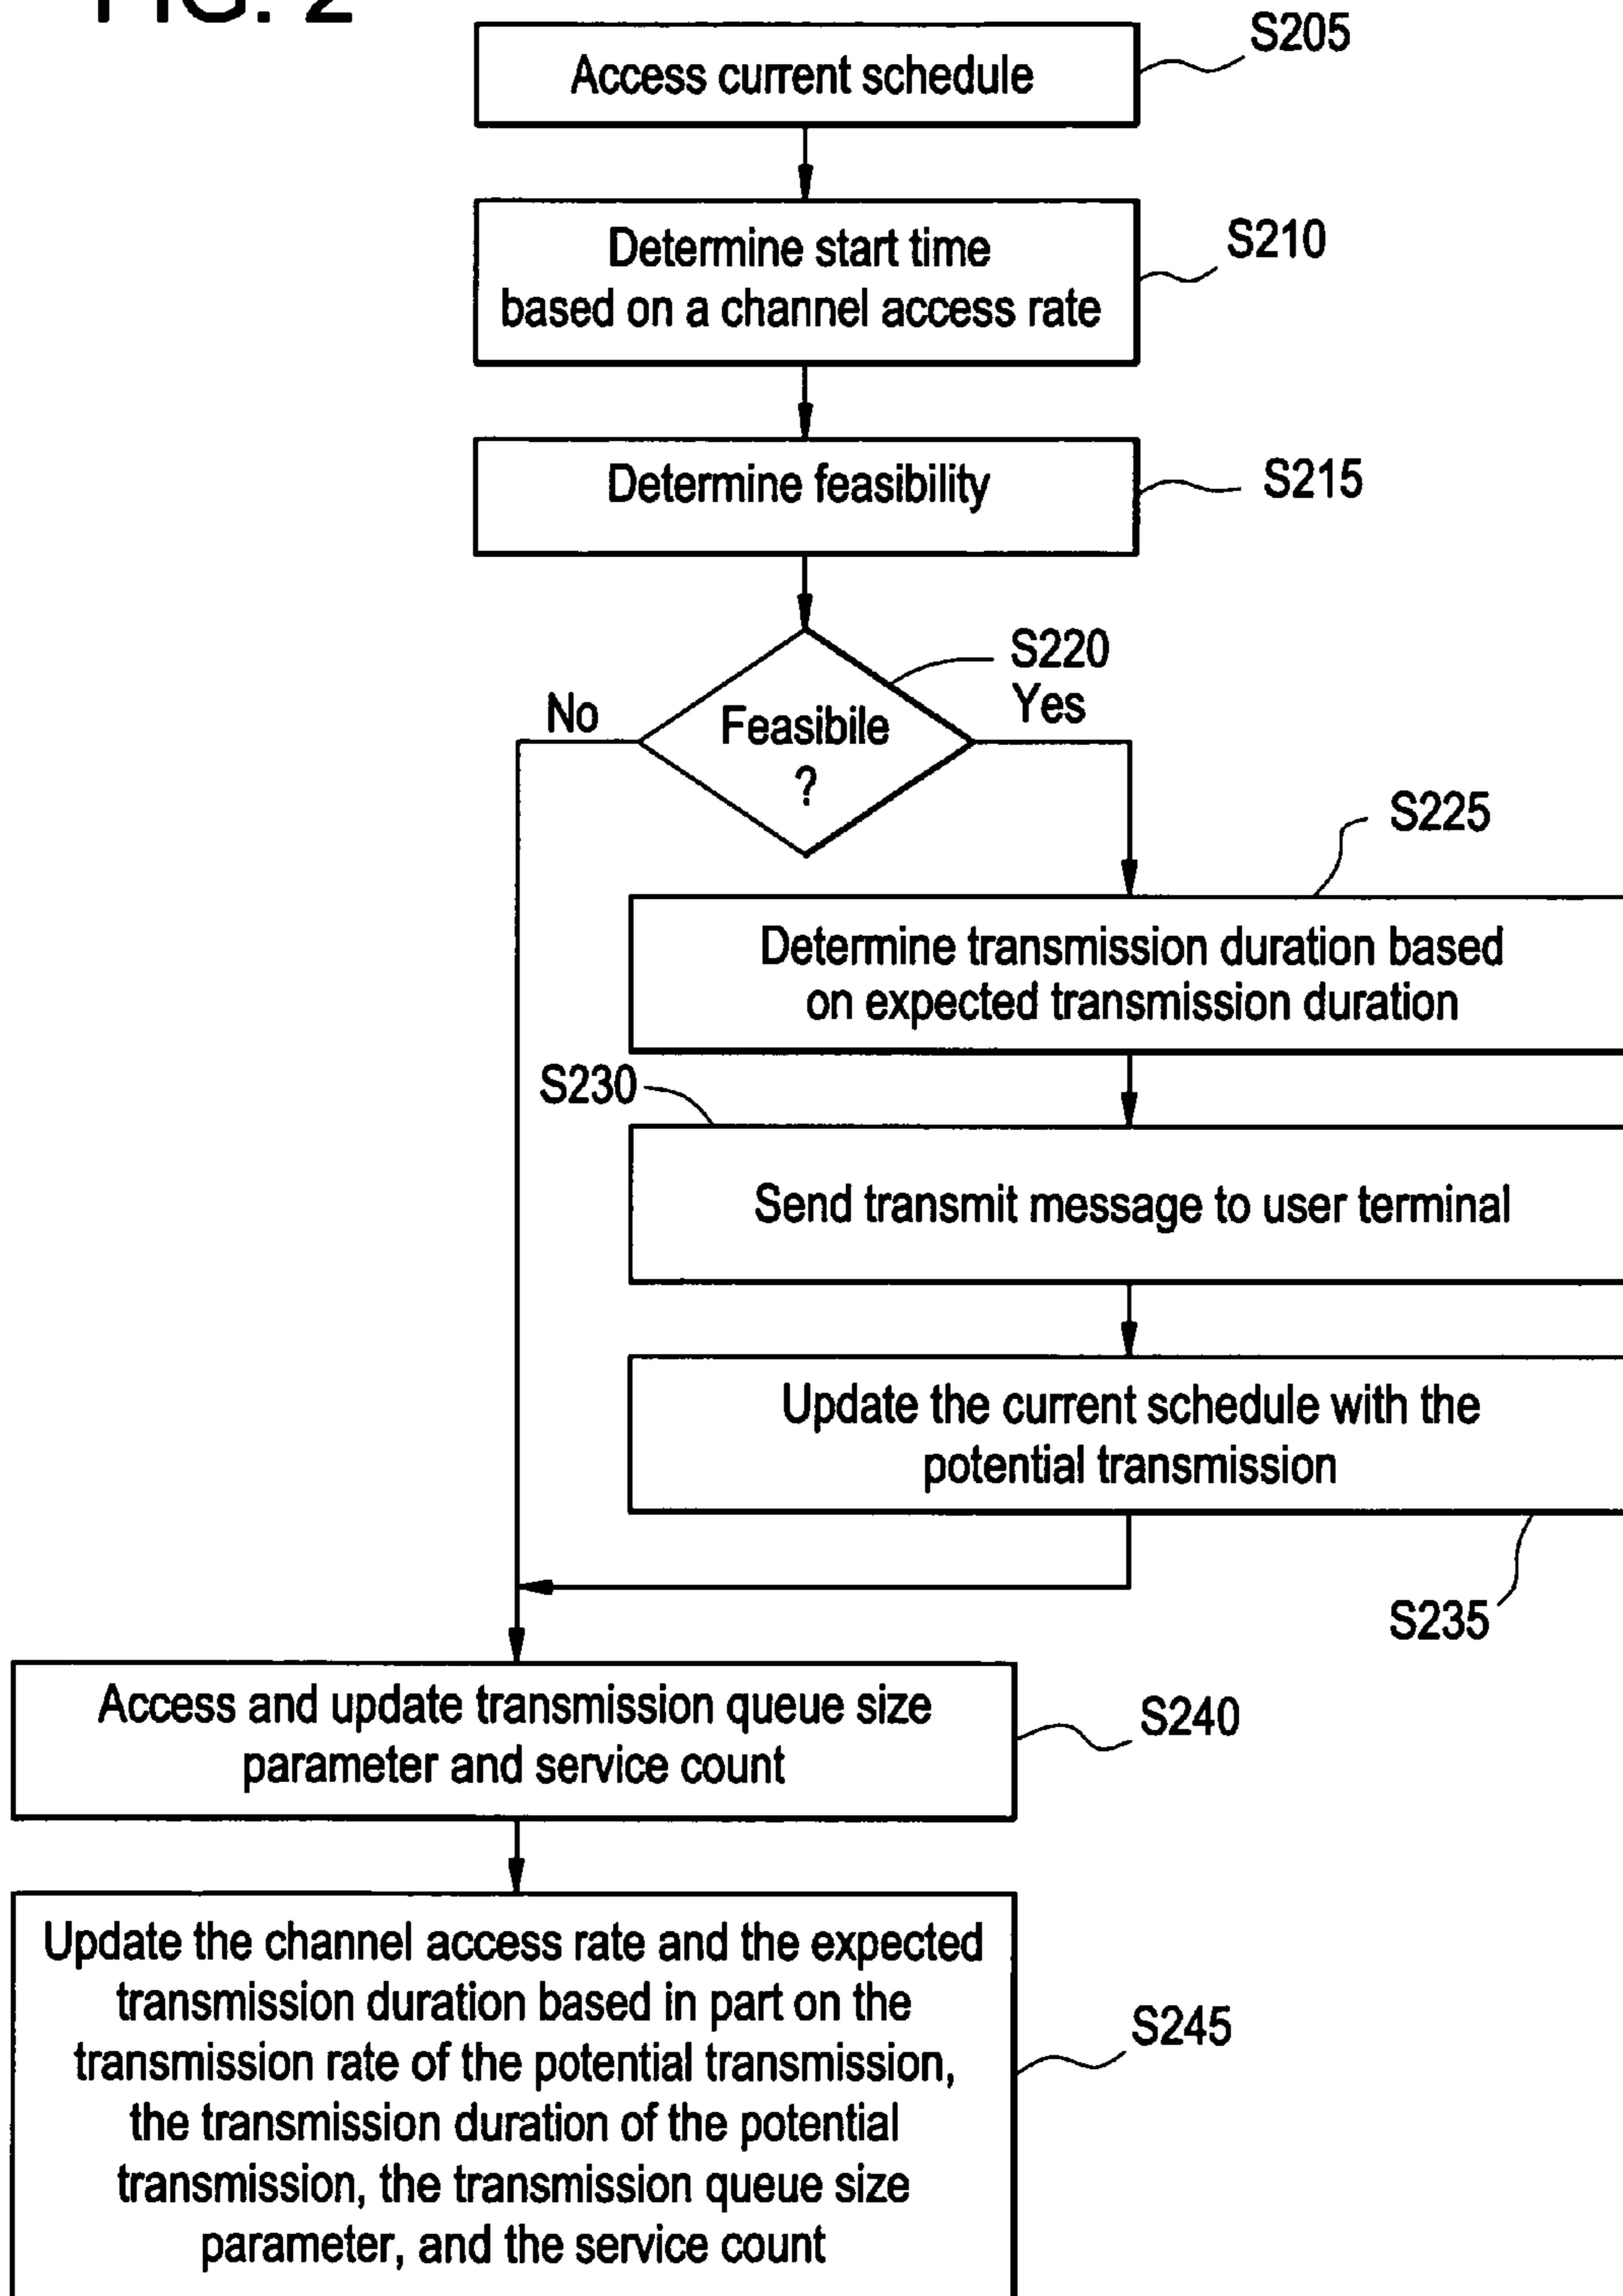 FIG. 2
Access current schedule
S205
Determine start time
based on a channel access rate
S210
Determine feasibility
S215
S220
No
Yes
Feasibile
?
S225
Determine transmission duration based
on expected transmission duration
S230
Send transmit message to user terminal
Update the current schedule with the
potential transmission
S235
Access and update transmission queue size
parameter and service count
S240
Update the channel access rate and the expected
transmission duration based in part on the
transmission rate of the potential transmission,
the transmission duration of the potential
transmission, the transmission queue size
parameter, and the service count
S245